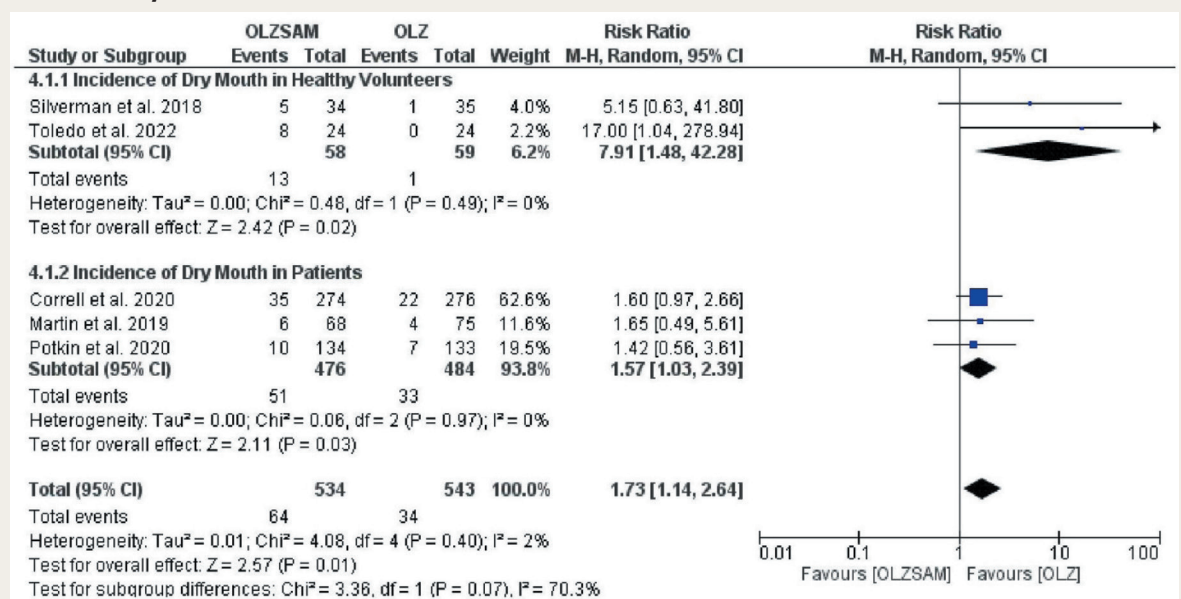 OLZSAM OLZ Risk Ratio Risk Ratio
Study or Subgroup Events Total Events Total Weight M-H, Random, 95% CI M-H, Random, 95% CI
4.1.1 Incidence of Dry Mouth in Healthy Volunteers
Silverman et al. 2018 5 34 1 35 4.0% 5.15 [0.63, 41.80]
Toledo et al. 2022 8 24 0 24 2.2% 17.00 [1.04, 278.94]
Subtotal (95% CI) 58 59 6.2% 7.91 [1.48, 42.28]
Total events 13 1
Heterogeneity: Tau² = 0.00; Chi² = 0.48, df = 1 (P = 0.49); I² = 0%
Test for overall effect: Z = 2.42 (P = 0.02)
4.1.2 Incidence of Dry Mouth in Patients
Correll et al. 2020 35 274 22 276 62.6% 1.60 [0.97, 2.66]
Martin et al. 2019 6 68 4 75 11.6% 1.65 [0.49, 5.61]
Potkin et al. 2020 10 134 7 133 19.5% 1.42 [0.56, 3.61]
Subtotal (95% CI) 476 484 93.8% 1.57 [1.03, 2.39]
Total events 51 33
Heterogeneity: Tau² = 0.00; Chi² = 0.06, df = 2 (P = 0.97); I² = 0%
Test for overall effect: Z = 2.11 (P = 0.03)
Total (95% CI) 534 543 100.0% 1.73 [1.14, 2.64]
Total events 64 34
Heterogeneity: Tau² = 0.01; Chi² = 4.08, df = 4 (P = 0.40); I² = 2%
Test for overall effect: Z = 2.57 (P = 0.01)
Test for subgroup differences: Chi² = 3.36, df = 1 (P = 0.07), I² = 70.3%
0.01 0.1 1 10 100
Favours [OLZSAM] Favours [OLZ]